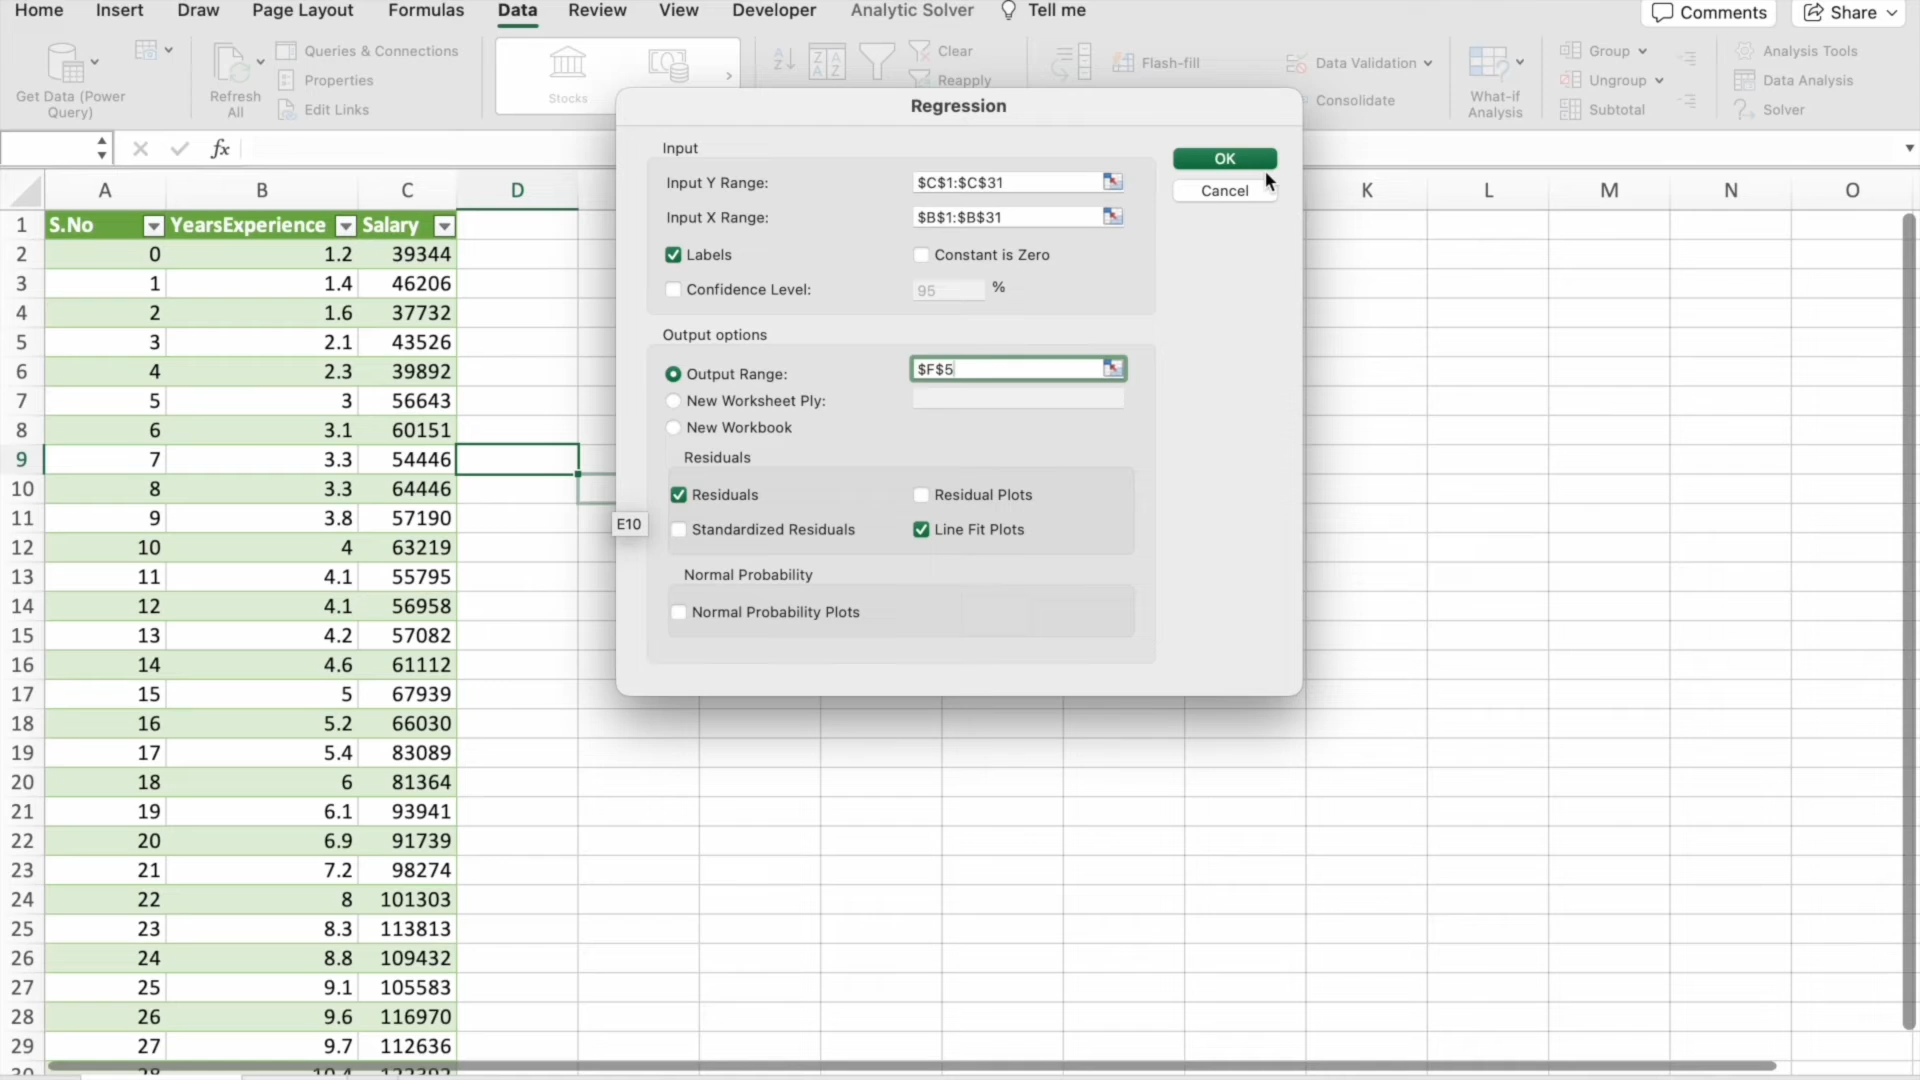 Home Insert Draw Page Layout Formulas Data Review View Developer Analytic Solver Tell me Comments Share
Get Data (Power Query)
Refresh All
Queries & Connections
Properties
Edit Links
Stocks
Clear
Reapply
Flash-fill
Data Validation
Consolidate
What-if Analysis
Group
Ungroup
Subtotal
Analysis Tools
Data Analysis
Solver
fx
Regression
Input
Input Y Range: $C$1:$C$31
Input X Range: $B$1:$B$31
Labels Constant is Zero
Confidence Level: 95 %
OK
Cancel
Output options
Output Range: $F$5
New Worksheet Ply:
New Workbook
Residuals
Residuals Residual Plots
Standardized Residuals Line Fit Plots
Normal Probability
Normal Probability Plots
E10
A B C D K L M N O
1 S.No YearsExperience Salary
2 0 1.2 39344
3 1 1.4 46206
4 2 1.6 37732
5 3 2.1 43526
6 4 2.3 39892
7 5 3 56643
8 6 3.1 60151
9 7 3.3 54446
10 8 3.3 64446
11 9 3.8 57190
12 10 4 63219
13 11 4.1 55795
14 12 4.1 56958
15 13 4.2 57082
16 14 4.6 61112
17 15 5 67939
18 16 5.2 66030
19 17 5.4 83089
20 18 6 81364
21 19 6.1 93941
22 20 6.9 91739
23 21 7.2 98274
24 22 8 101303
25 23 8.3 113813
26 24 8.8 109432
27 25 9.1 105583
28 26 9.6 116970
29 27 9.7 112636